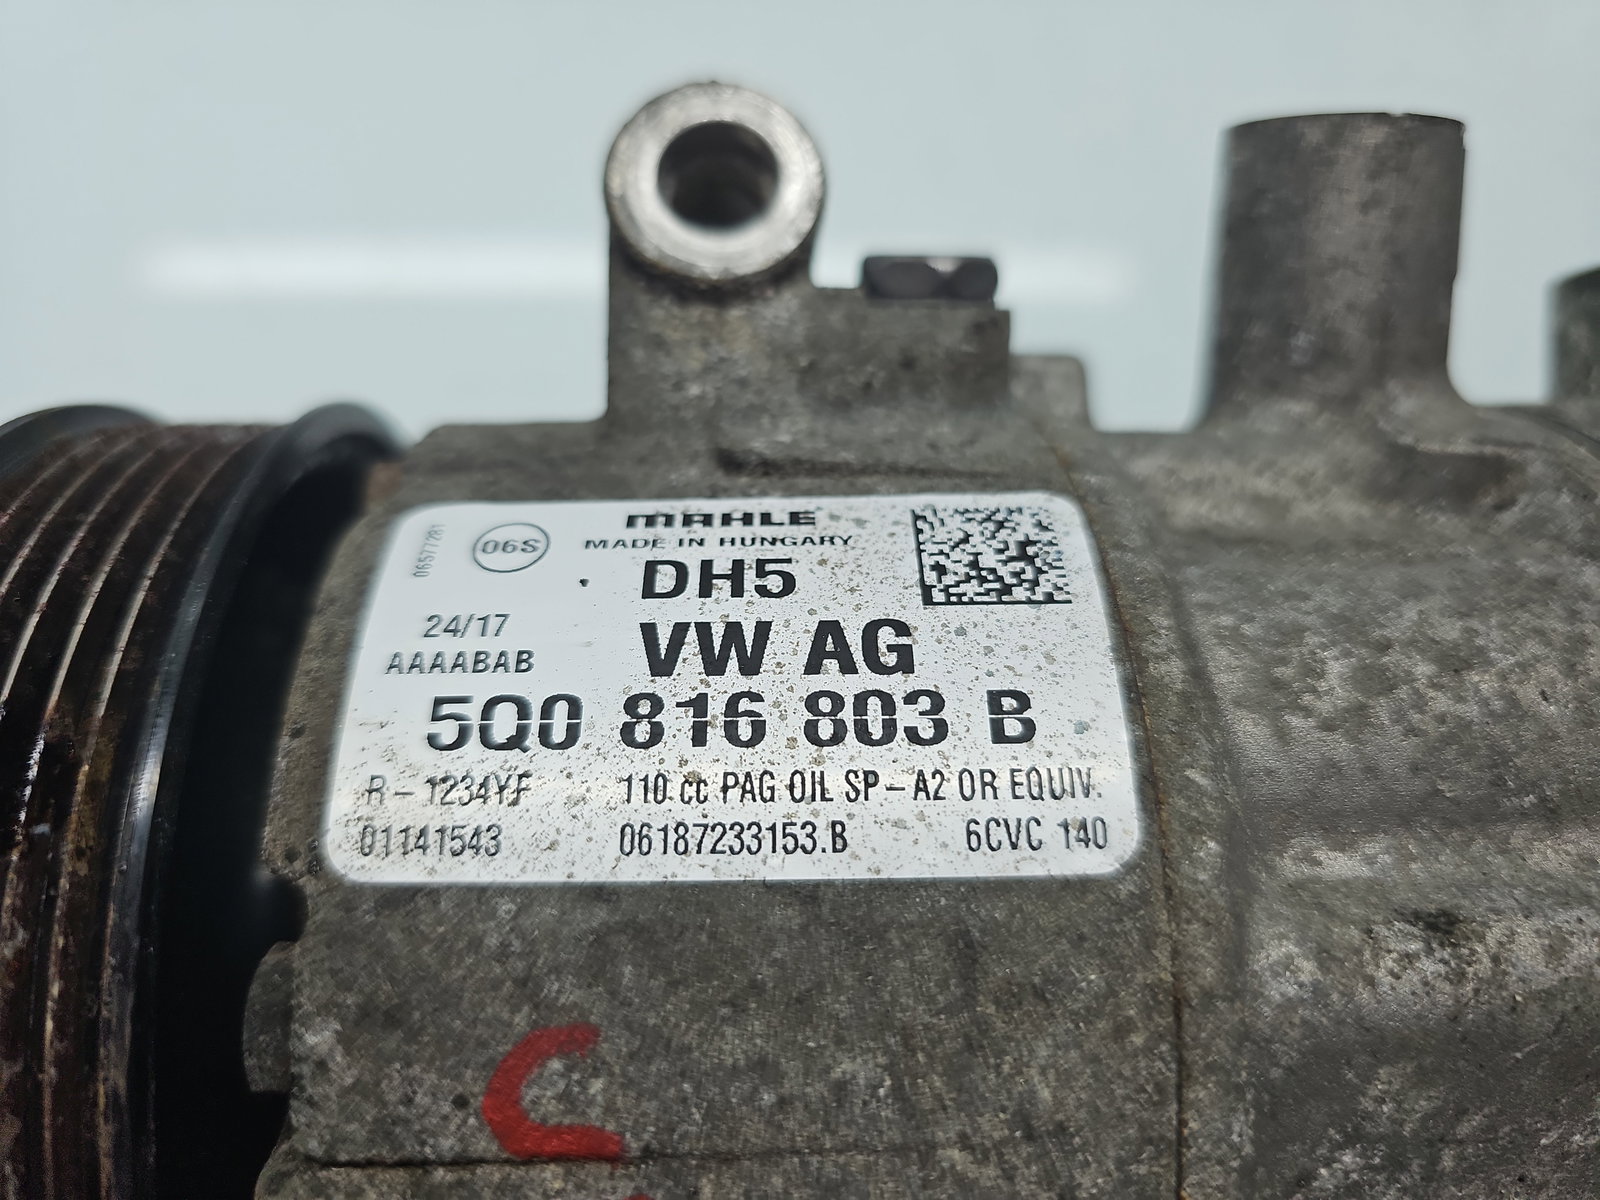 MAHLE
MADE IN HUNGARY
06S
DH5
24/17
VW AG
AAAABAB
5Q0 816 803 B
R-1234YF 110 cc PAG OIL SP-A2 OR EQUIV.
01141543 06187233153.B 6CVC 140